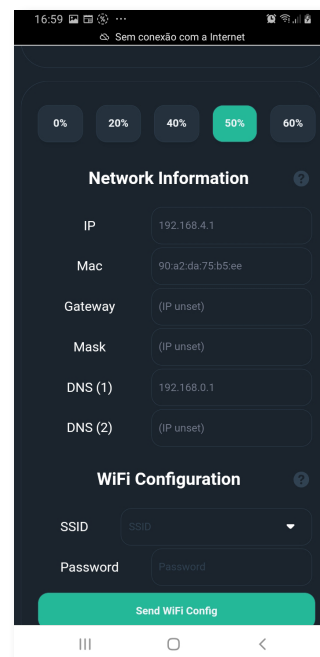 16:59
Sem conexão com a Internet
0% 20% 40% 50% 60%
Network Information ?
IP 192.168.4.1
Mac 90:a2:da:75:b5:ee
Gateway (IP unset)
Mask (IP unset)
DNS (1) 192.168.0.1
DNS (2) (IP unset)
WiFi Configuration ?
SSID SSID
Password Password
Send WiFi Config